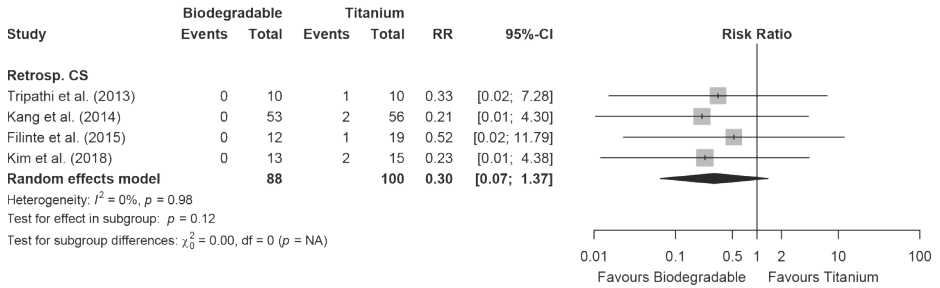 Biodegradable Titanium
Study Events Total Events Total RR 95%-CI Risk Ratio
Retrosp. CS
Tripathi et al. (2013) 0 10 1 10 0.33 [0.02; 7.28]
Kang et al. (2014) 0 53 2 56 0.21 [0.01; 4.30]
Filinte et al. (2015) 0 12 1 19 0.52 [0.02; 11.79]
Kim et al. (2018) 0 13 2 15 0.23 [0.01; 4.38]
Random effects model 88 100 0.30 [0.07; 1.37]
Heterogeneity: I² = 0%, p = 0.98
Test for effect in subgroup: p = 0.12
Test for subgroup differences: χ²₀ = 0.00, df = 0 (p = NA)
0.01 0.1 0.5 1 2 10 100
Favours Biodegradable Favours Titanium